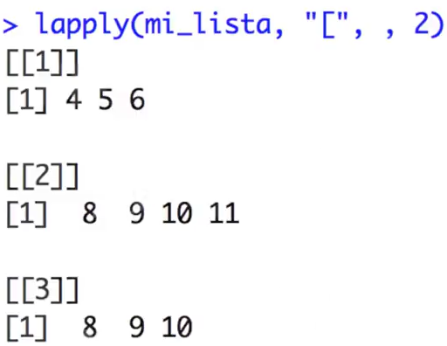 > lapply(mi_lista, "[", , 2)
[[1]]
[1] 4 5 6
[[2]]
[1]  8  9 10 11
[[3]]
[1]  8  9 10